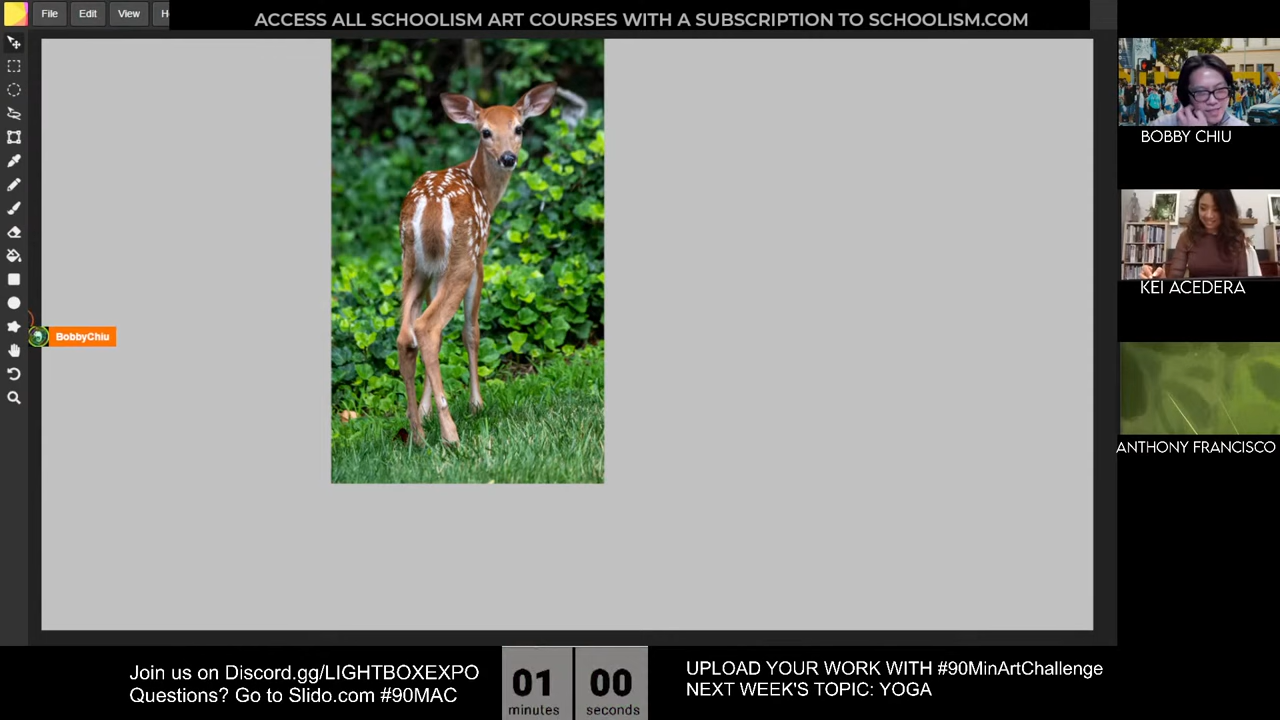 File Edit View H
ACCESS ALL SCHOOLISM ART COURSES WITH A SUBSCRIPTION TO SCHOOLISM.COM
BOBBY CHIU
KEI ACEDERA
BobbyChiu
ANTHONY FRANCISCO
Join us on Discord.gg/LIGHTBOXEXPO
Questions? Go to Slido.com #90MAC
01 00
minutes seconds
UPLOAD YOUR WORK WITH #90MinArtChallenge
NEXT WEEK'S TOPIC: YOGA